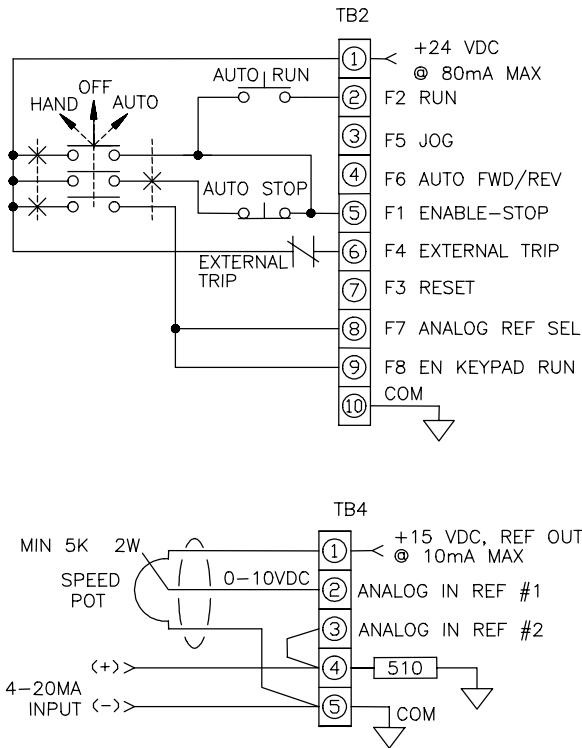 TB2
1 +24 VDC
@ 80mA MAX
AUTO RUN
OFF
HAND AUTO
2 F2 RUN
3 F5 JOG
4 F6 AUTO FWD/REV
AUTO STOP
5 F1 ENABLE-STOP
6 F4 EXTERNAL TRIP
EXTERNAL
TRIP
7 F3 RESET
8 F7 ANALOG REF SEL
9 F8 EN KEYPAD RUN
10 COM
TB4
1 +15 VDC, REF OUT
@ 10mA MAX
MIN 5K 2W
SPEED
POT
0-10VDC
2 ANALOG IN REF #1
3 ANALOG IN REF #2
(+)
4 510
4-20MA
INPUT (-)
5 COM